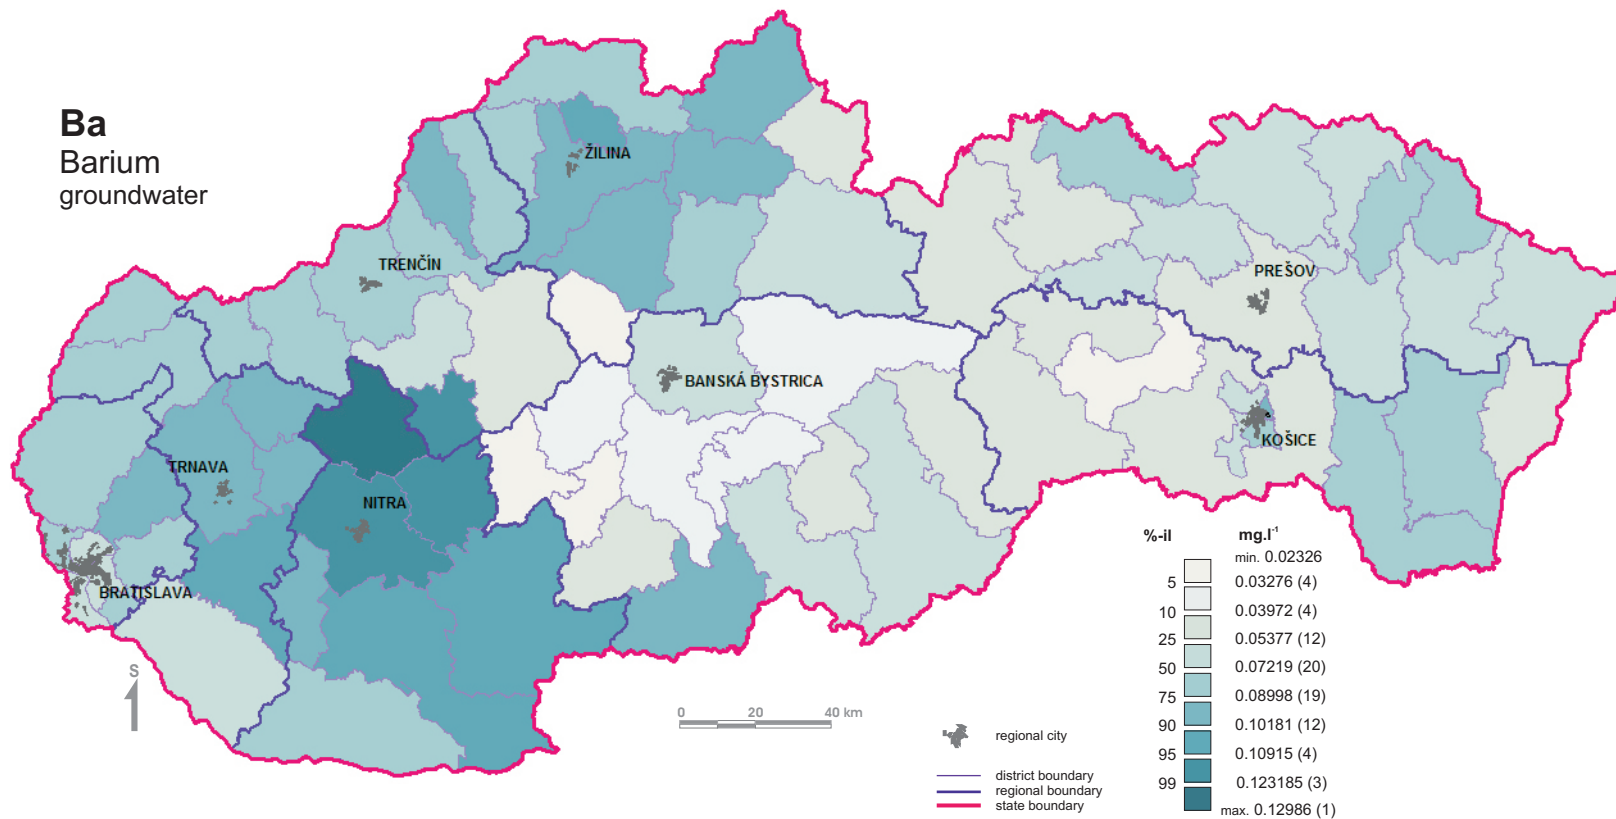 Ba
Barium
groundwater
ŽILINA
TRENČÍN
PREŠOV
BANSKÁ BYSTRICA
KOŠICE
TRNAVA
NITRA
BRATISLAVA
S
0 20 40 km
regional city
district boundary
regional boundary
state boundary
%-il mg.l⁻¹
min. 0.02326
5 0.03276 (4)
10 0.03972 (4)
25 0.05377 (12)
50 0.07219 (20)
75 0.08998 (19)
90 0.10181 (12)
95 0.10915 (4)
99 0.123185 (3)
max. 0.12986 (1)